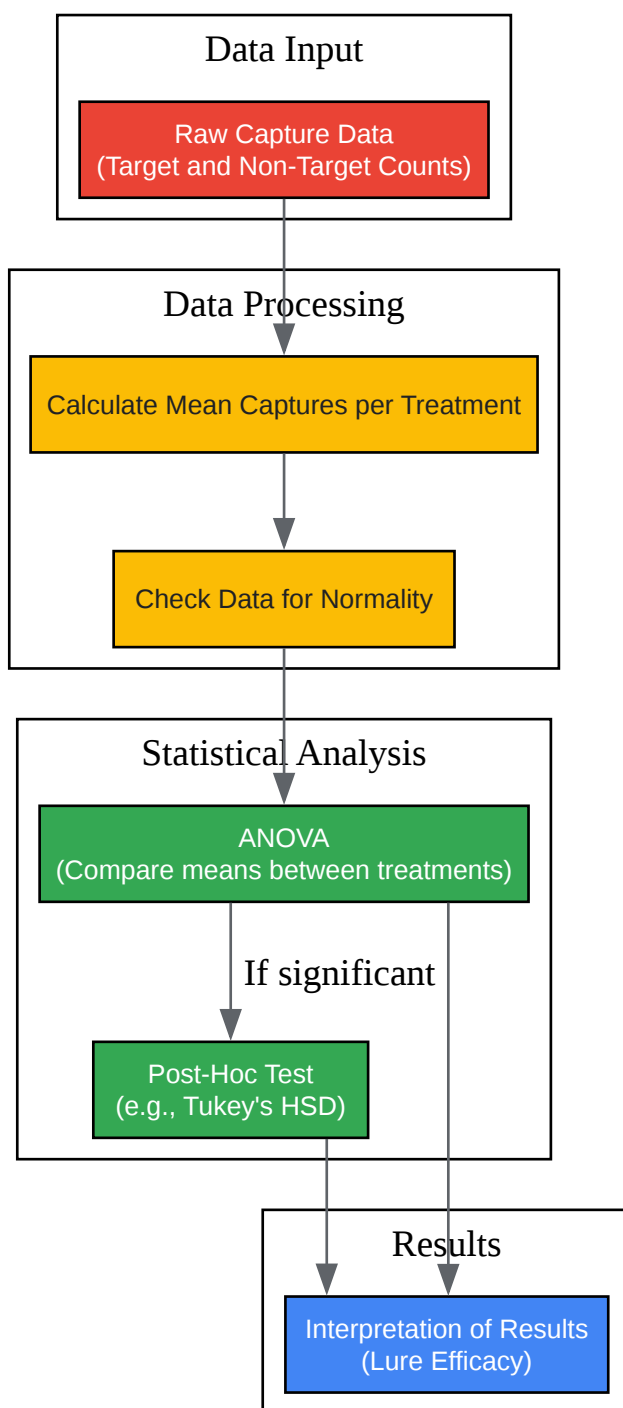 Data Input
Raw Capture Data
(Target and Non-Target Counts)
Data Processing
Calculate Mean Captures per Treatment
Check Data for Normality
Statistical Analysis
ANOVA
(Compare means between treatments)
If significant
Post-Hoc Test
(e.g., Tukey's HSD)
Results
Interpretation of Results
(Lure Efficacy)